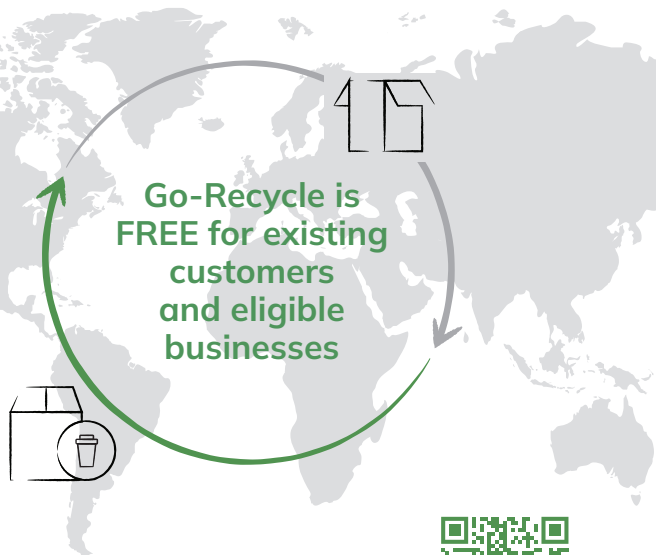 Go-Recycle is
FREE for existing
customers
and eligible
businesses